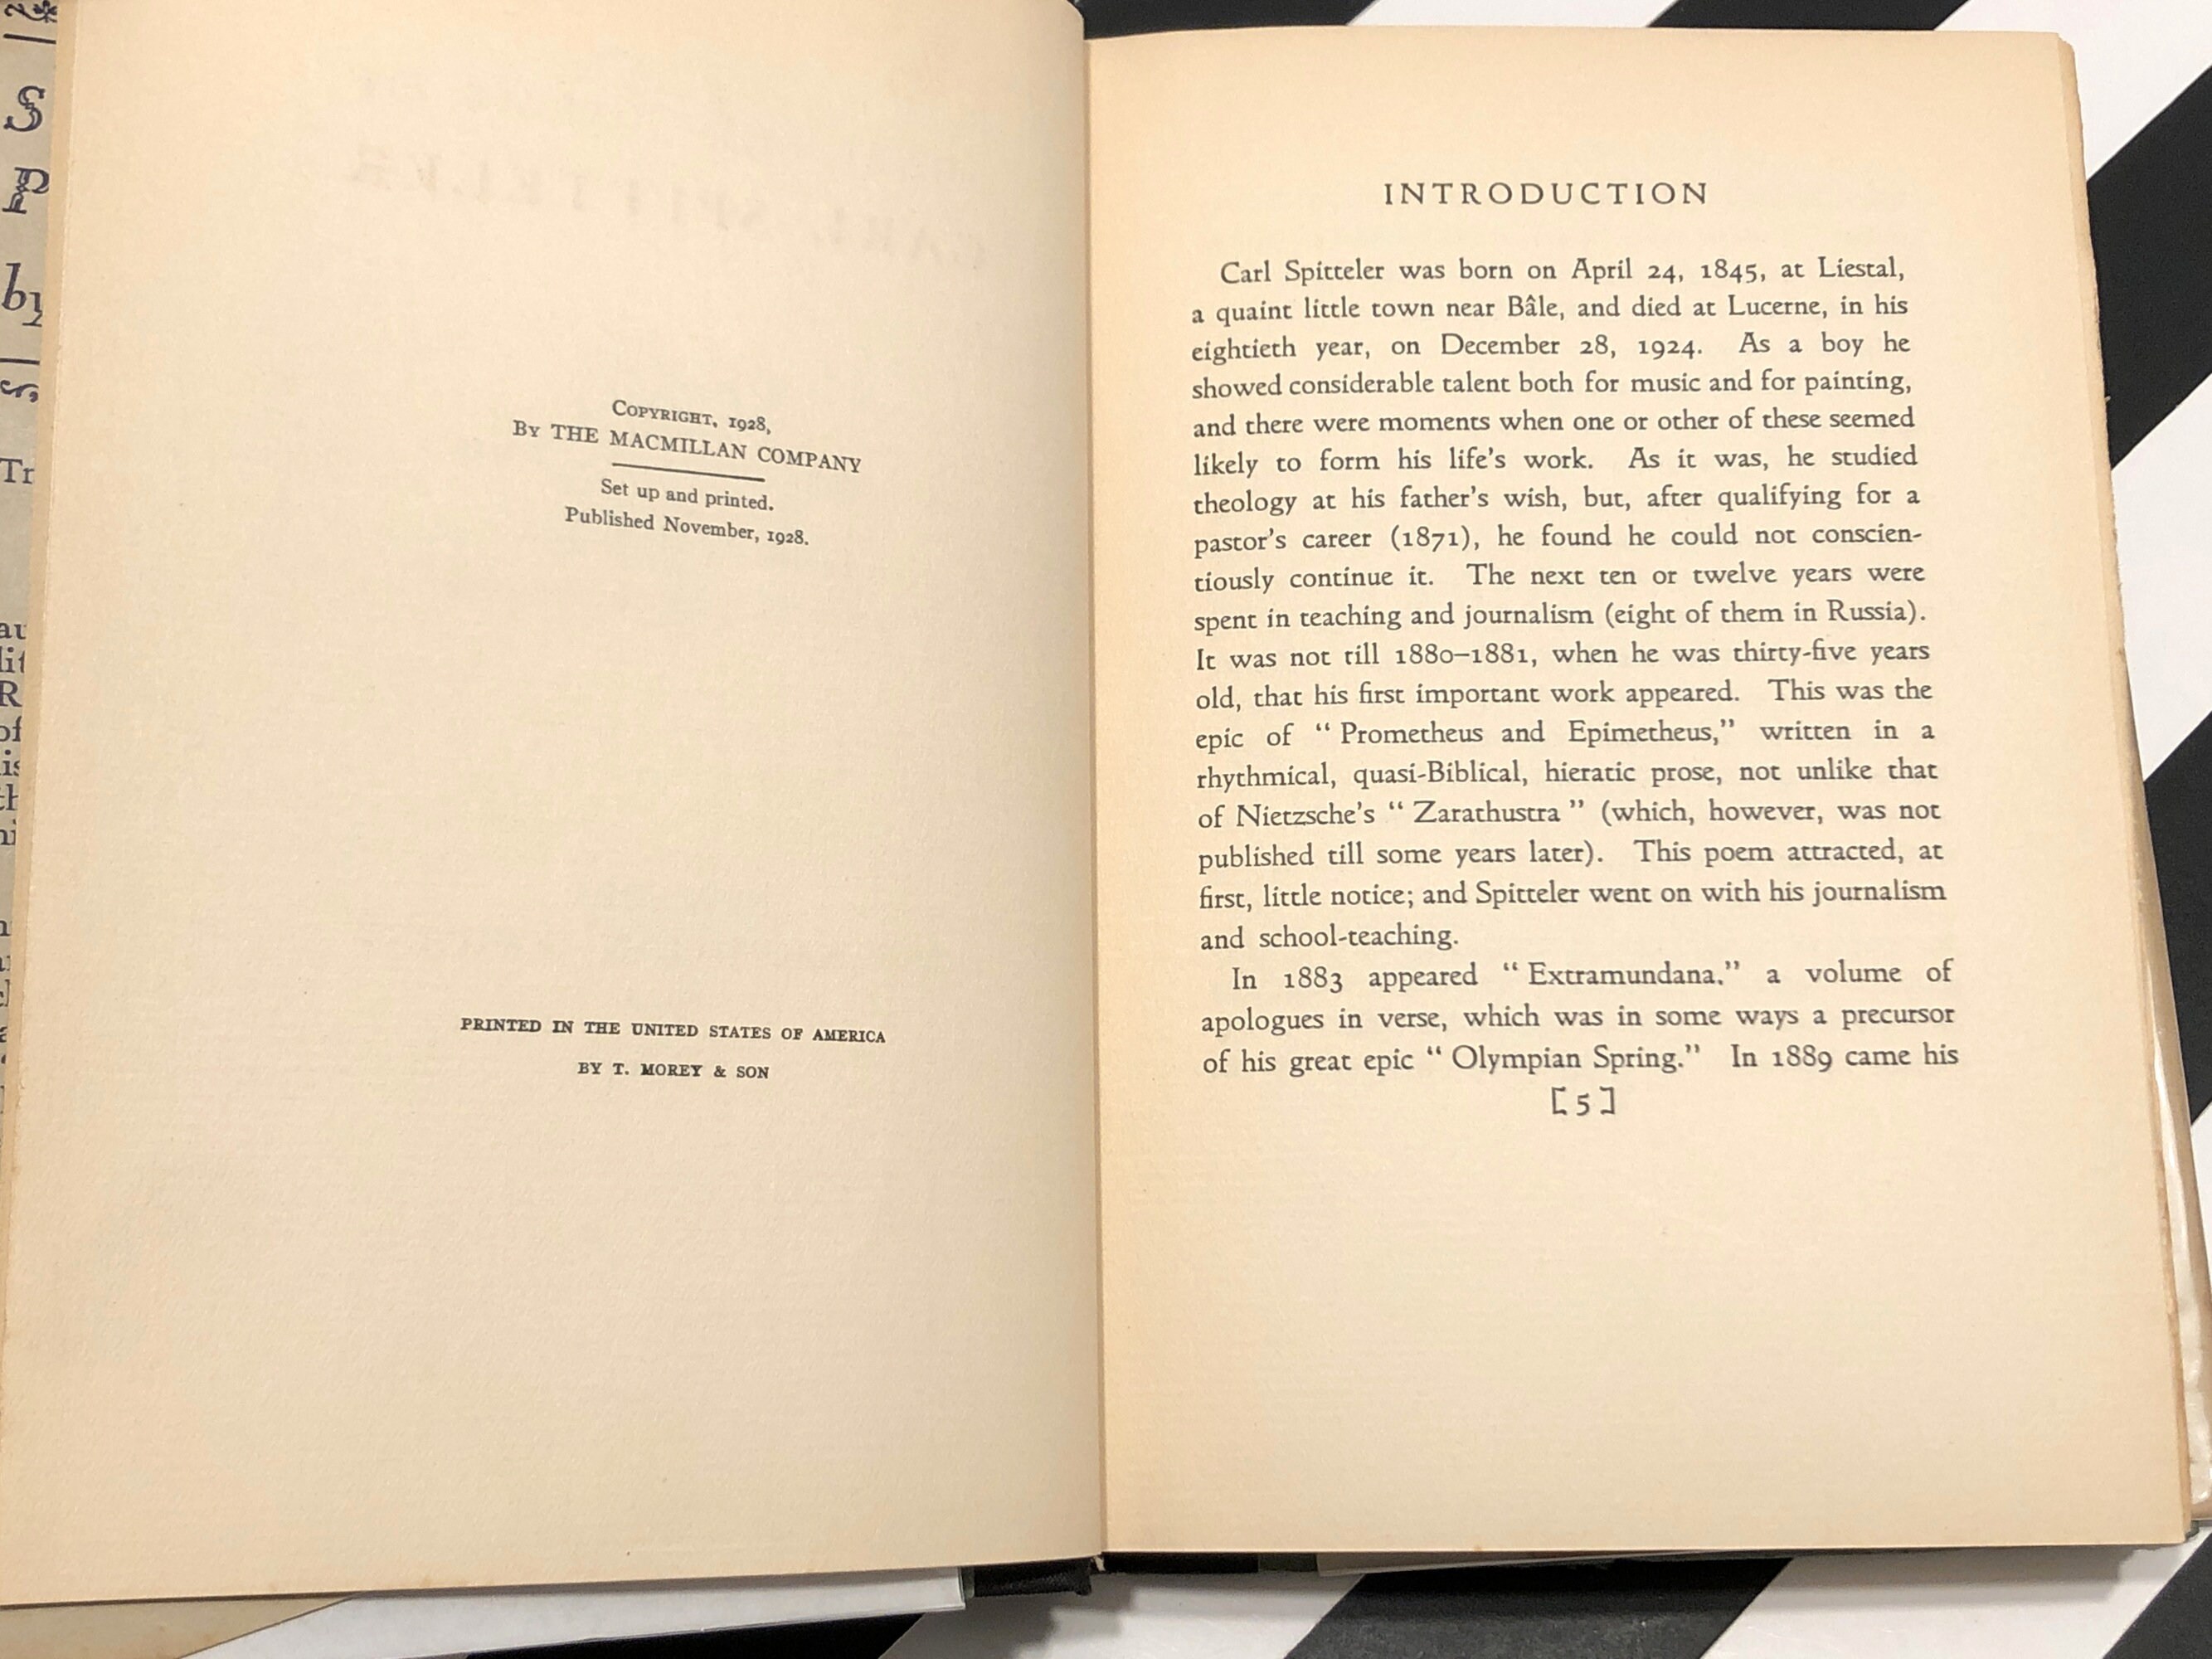 S
P
by
Tr
COPYRIGHT, 1928,
BY THE MACMILLAN COMPANY
Set up and printed.
Published November, 1928.
PRINTED IN THE UNITED STATES OF AMERICA
BY T. MOREY & SON
INTRODUCTION
Carl Spitteler was born on April 24, 1845, at Liestal,
a quaint little town near Bâle, and died at Lucerne, in his
eightieth year, on December 28, 1924. As a boy he
showed considerable talent both for music and for painting,
and there were moments when one or other of these seemed
likely to form his life's work. As it was, he studied
theology at his father's wish, but, after qualifying for a
pastor's career (1871), he found he could not conscien-
tiously continue it. The next ten or twelve years were
spent in teaching and journalism (eight of them in Russia).
It was not till 1880–1881, when he was thirty-five years
old, that his first important work appeared. This was the
epic of “Prometheus and Epimetheus,” written in a
rhythmical, quasi-Biblical, hieratic prose, not unlike that
of Nietzsche's “Zarathustra” (which, however, was not
published till some years later). This poem attracted, at
first, little notice; and Spitteler went on with his journalism
and school-teaching.
In 1883 appeared “Extramundana,” a volume of
apologues in verse, which was in some ways a precursor
of his great epic “Olympian Spring.” In 1889 came his
[5]